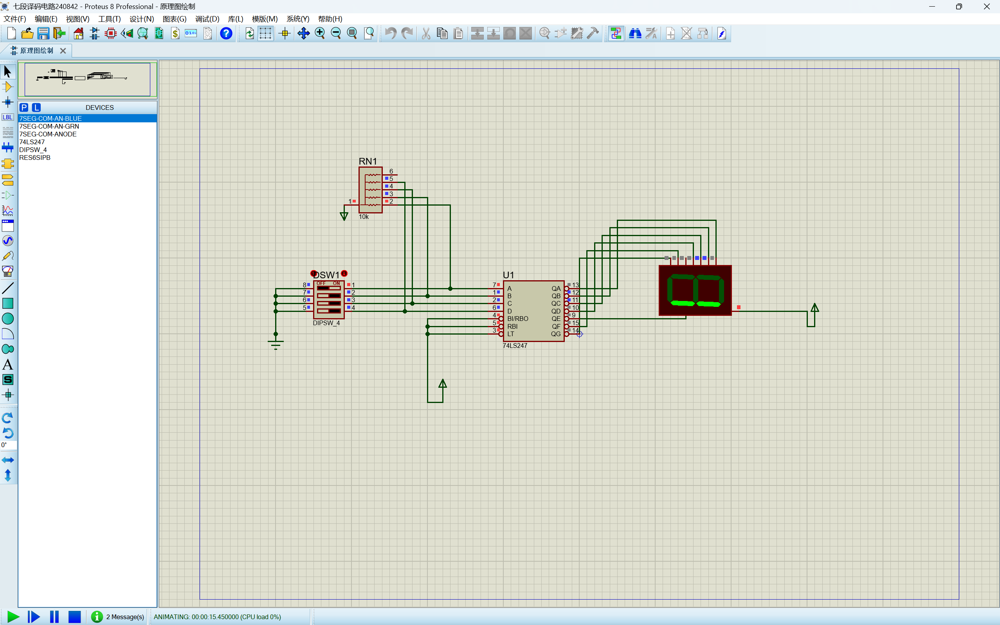 七段译码电路240842 - Proteus 8 Professional - 原理图绘制
文件(F) 编辑(E) 视图(V) 工具(T) 设计(N) 图表(G) 调试(D) 库(L) 模版(M) 系统(Y) 帮助(H)
原理图绘制
P L DEVICES
7SEG-COM-AN-BLUE
7SEG-COM-AN-GRN
7SEG-COM-ANODE
74LS247
DIPSW_4
RES6SIPB
LBL
A
S
0°
RN1
6
5
4
3
1 2
10k
DSW1
OFF ON
8 1
7 2
6 3
5 4
DIPSW_4
U1
7 A QA 13
1 B QB 12
2 C QC 11
6 D QD 10
4 BI/RBO QE 9
5 RBI QF 15
3 LT QG 14
74LS247
2 Message(s) ANIMATING: 00:00:15.450000 (CPU load 0%)